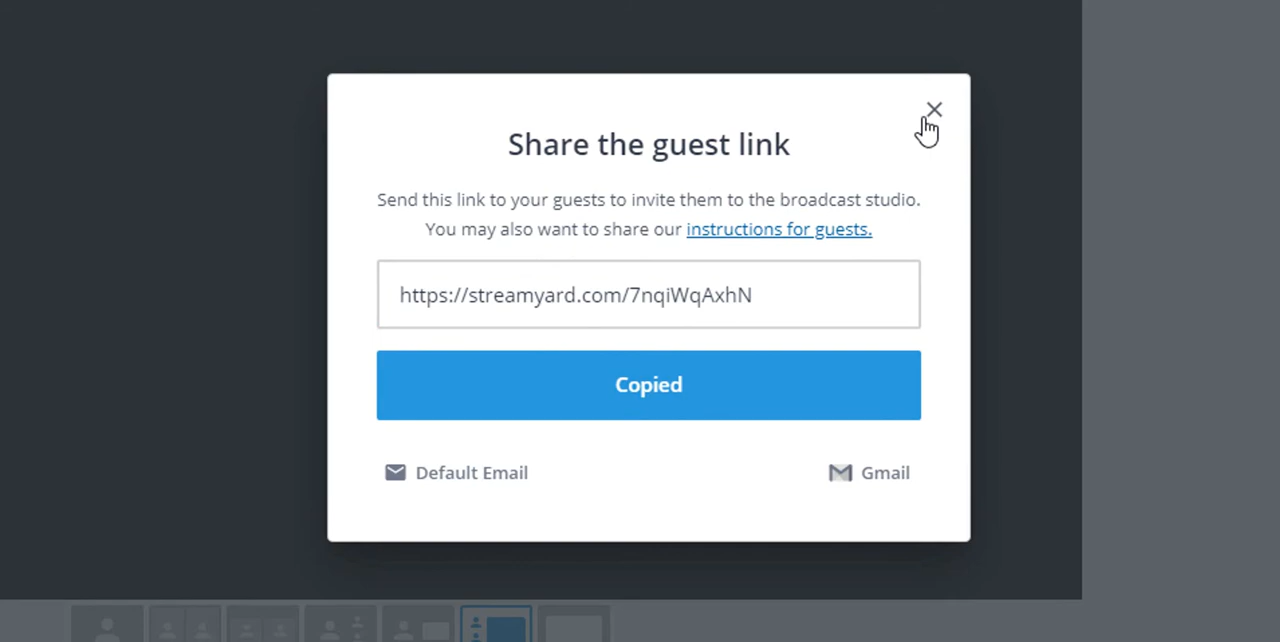 Share the guest link
Send this link to your guests to invite them to the broadcast studio.
You may also want to share our instructions for guests.
https://streamyard.com/7nqiWqAxhN
Copied
Default Email
Gmail